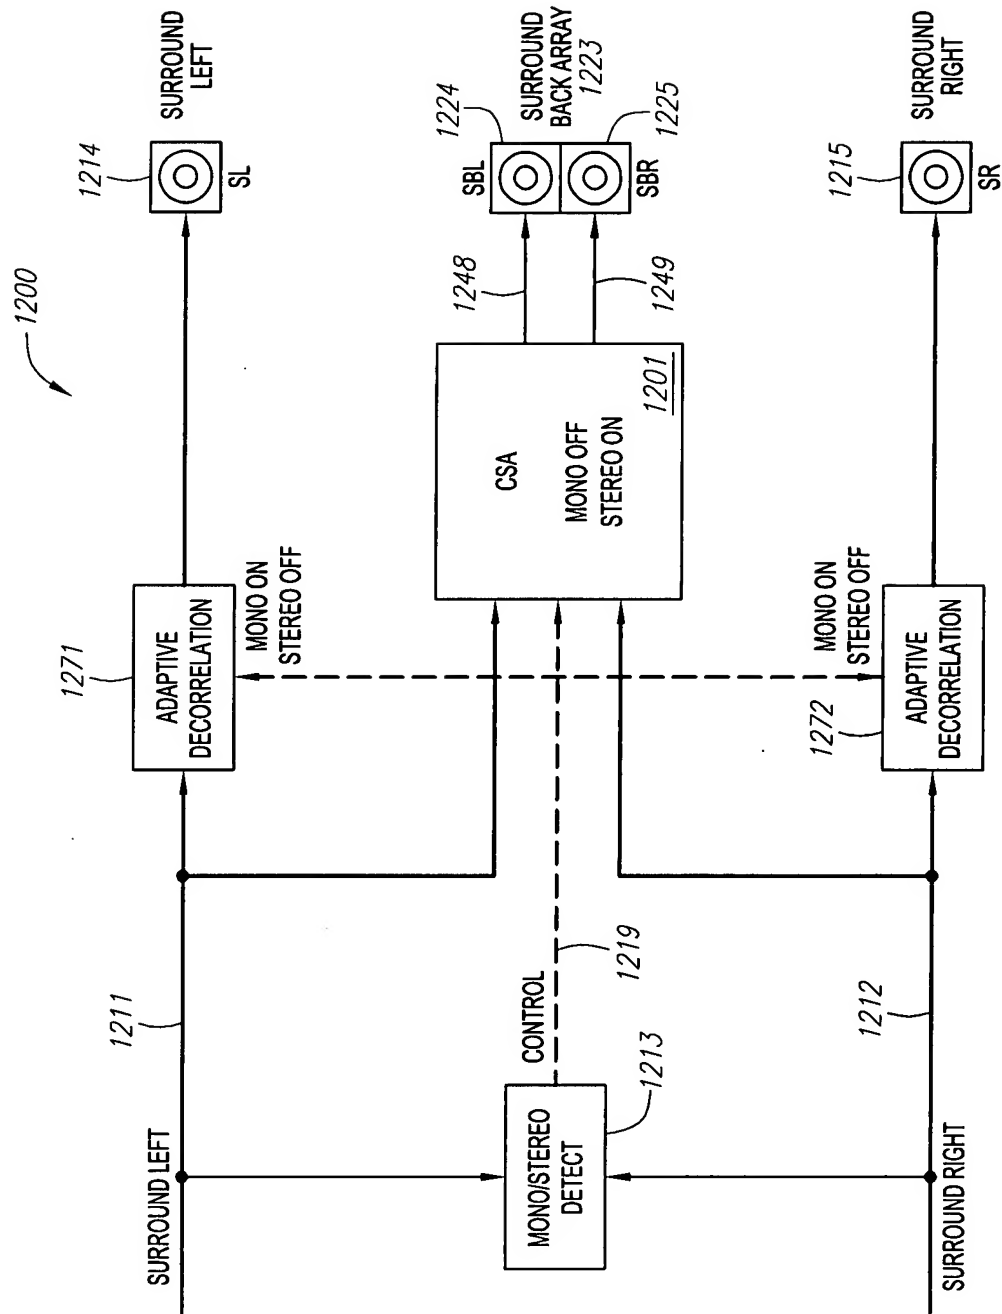 1200
SURROUND LEFT
1211
1271
ADAPTIVE
DECORRELATION
MONO ON
STEREO OFF
1214
SL
SURROUND
LEFT
MONO/STEREO
DETECT
1213
CONTROL
1219
CSA
MONO OFF
STEREO ON
1201
1248
1249
SBL
SBR
1224
1225
SURROUND
BACK ARRAY
1223
SURROUND RIGHT
1212
1272
ADAPTIVE
DECORRELATION
MONO ON
STEREO OFF
1215
SR
SURROUND
RIGHT